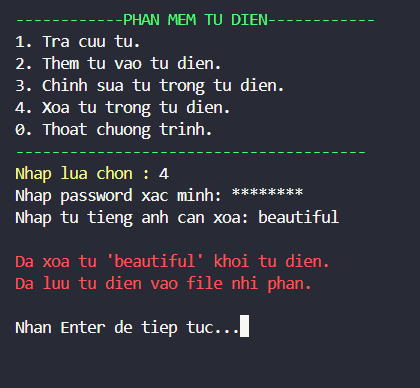 ------------PHAN MEM TU DIEN------------
1. Tra cuu tu.
2. Them tu vao tu dien.
3. Chinh sua tu trong tu dien.
4. Xoa tu trong tu dien.
0. Thoat chuong trinh.
---------------------------------------
Nhap lua chon : 4
Nhap password xac minh: ********
Nhap tu tieng anh can xoa: beautiful
Da xoa tu 'beautiful' khoi tu dien.
Da luu tu dien vao file nhi phan.
Nhan Enter de tiep tuc...